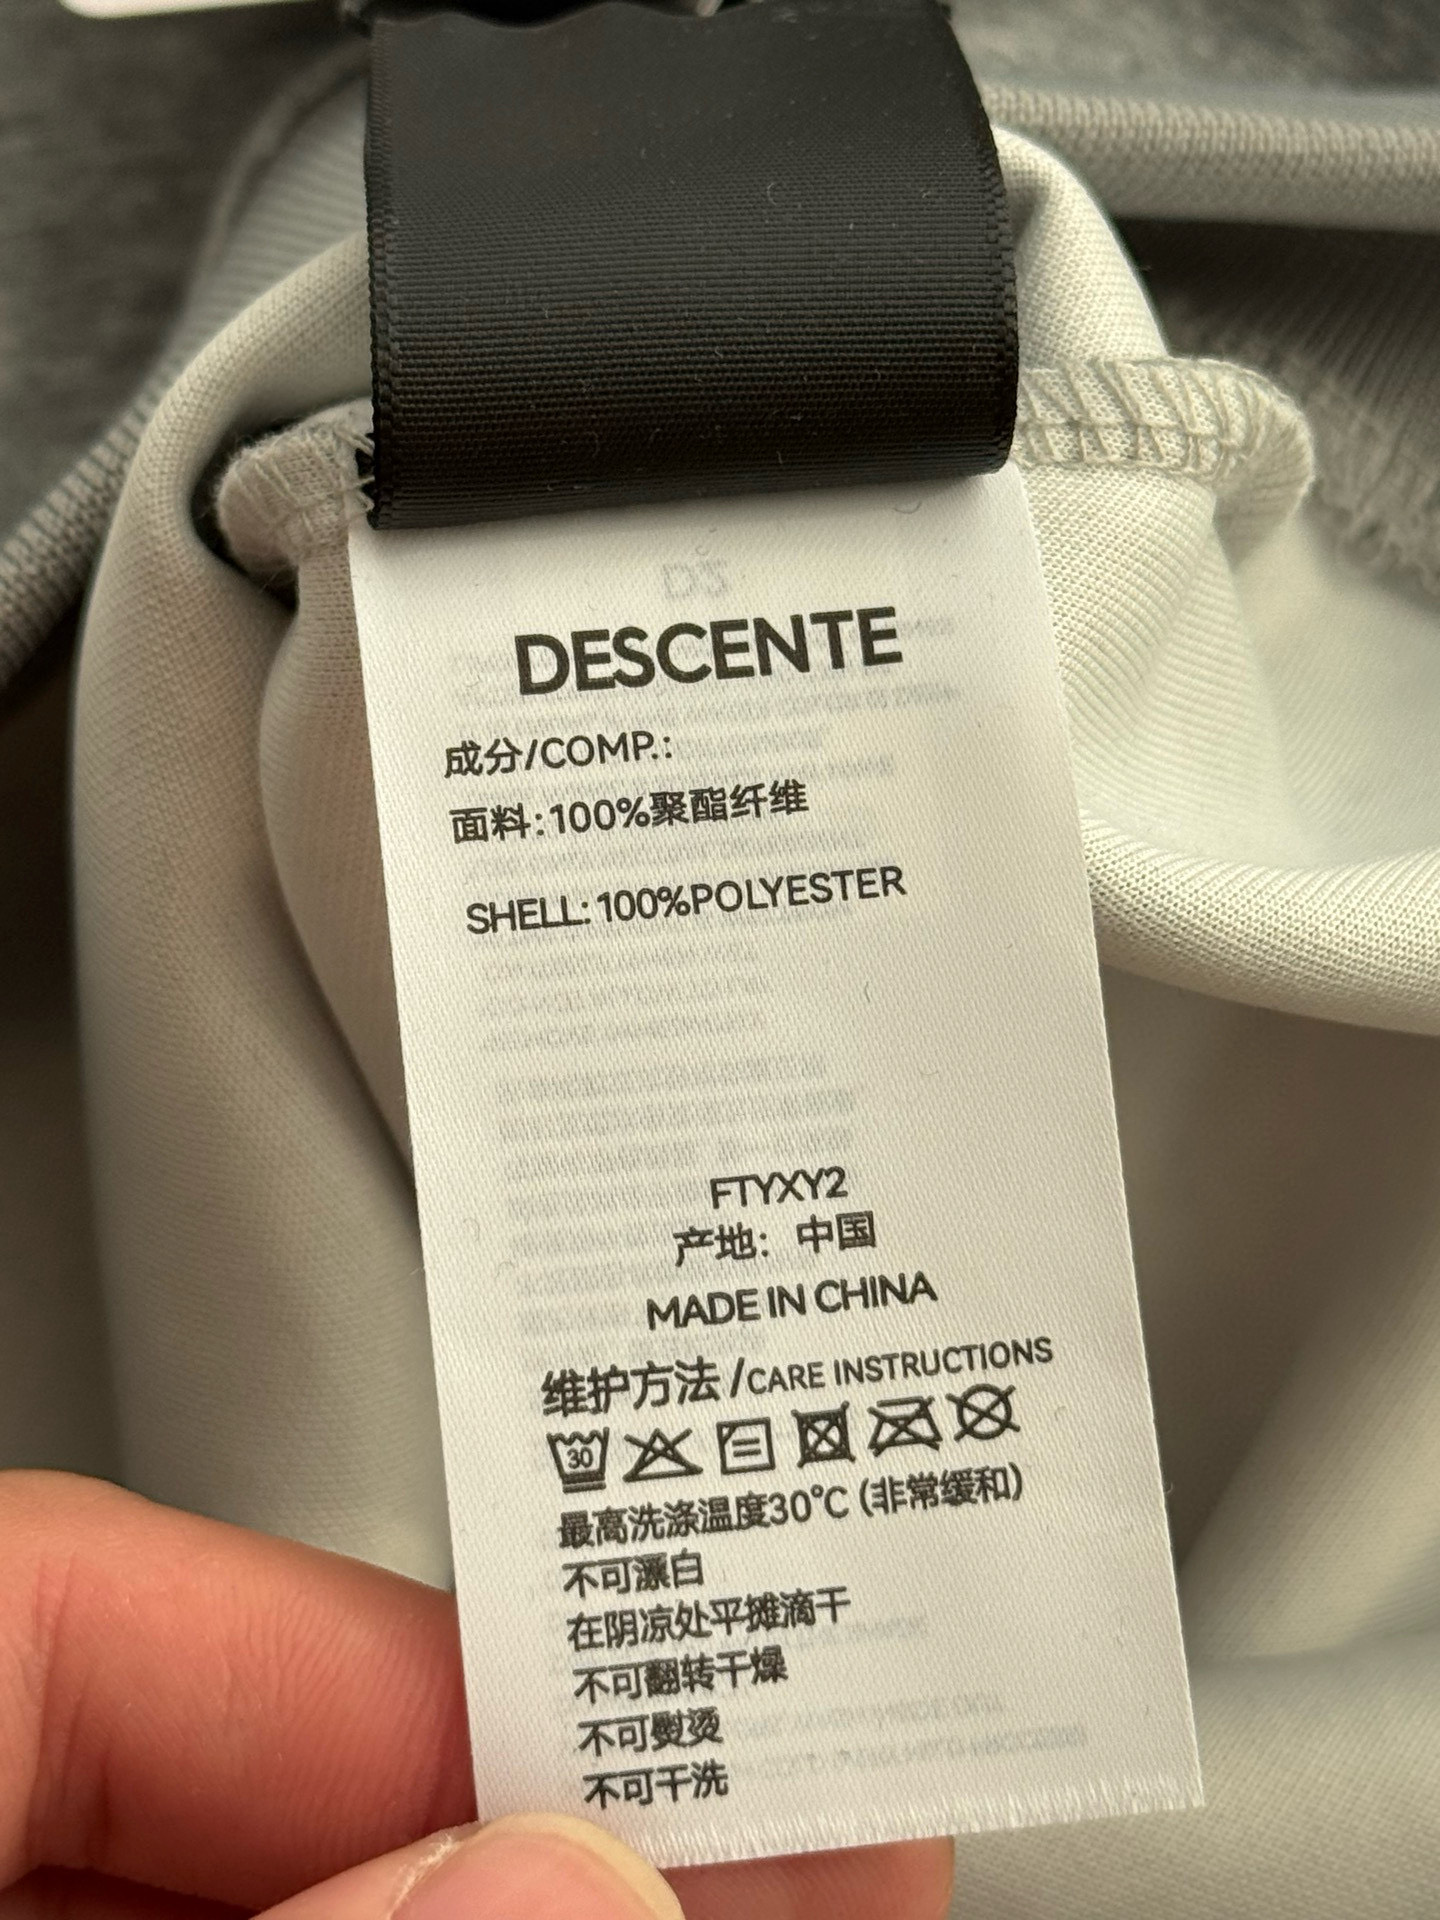 DESCENTE
成分/COMP.:
面料:100%聚酯纤维
SHELL:100%POLYESTER
FTYXY2
产地: 中国
MADE IN CHINA
维护方法/CARE INSTRUCTIONS
30
最高洗涤温度30℃(非常缓和)
不可漂白
在阴凉处平摊滴干
不可翻转干燥
不可熨烫
不可干洗